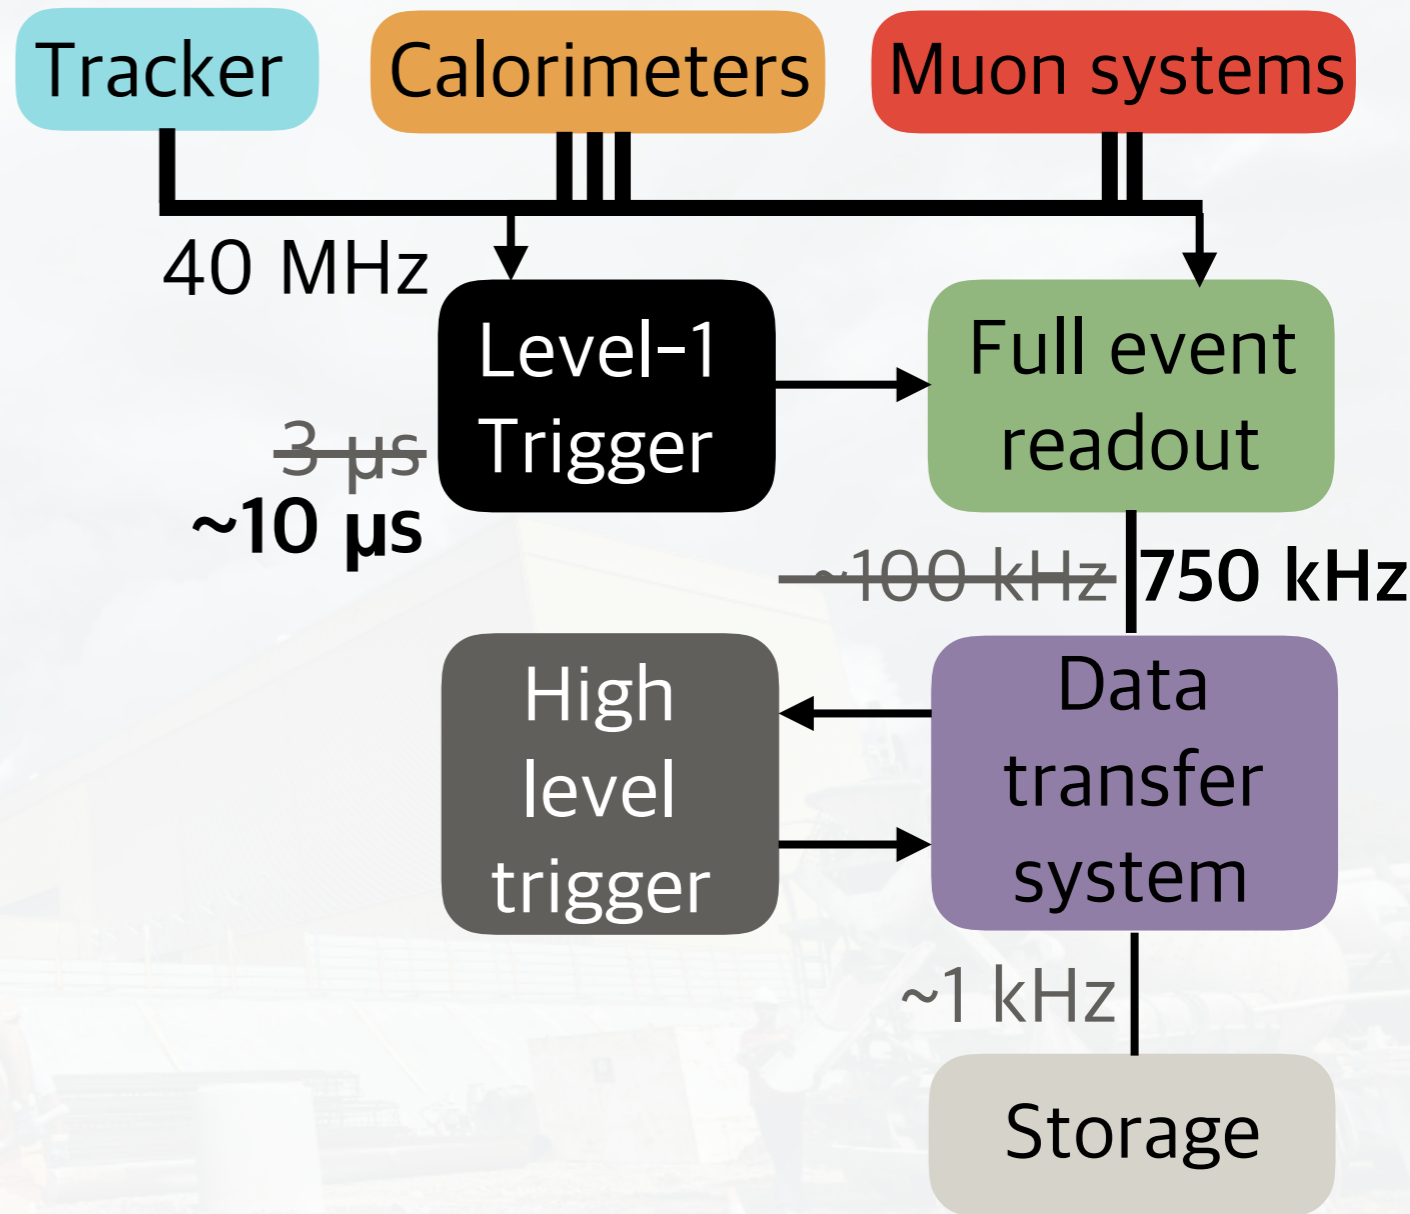 Tracker
Calorimeters
Muon systems
40 MHz
Level-1
Trigger
Full event
readout
3 µs
~10 µs
~100 kHz
750 kHz
High
level
trigger
Data
transfer
system
~1 kHz
Storage